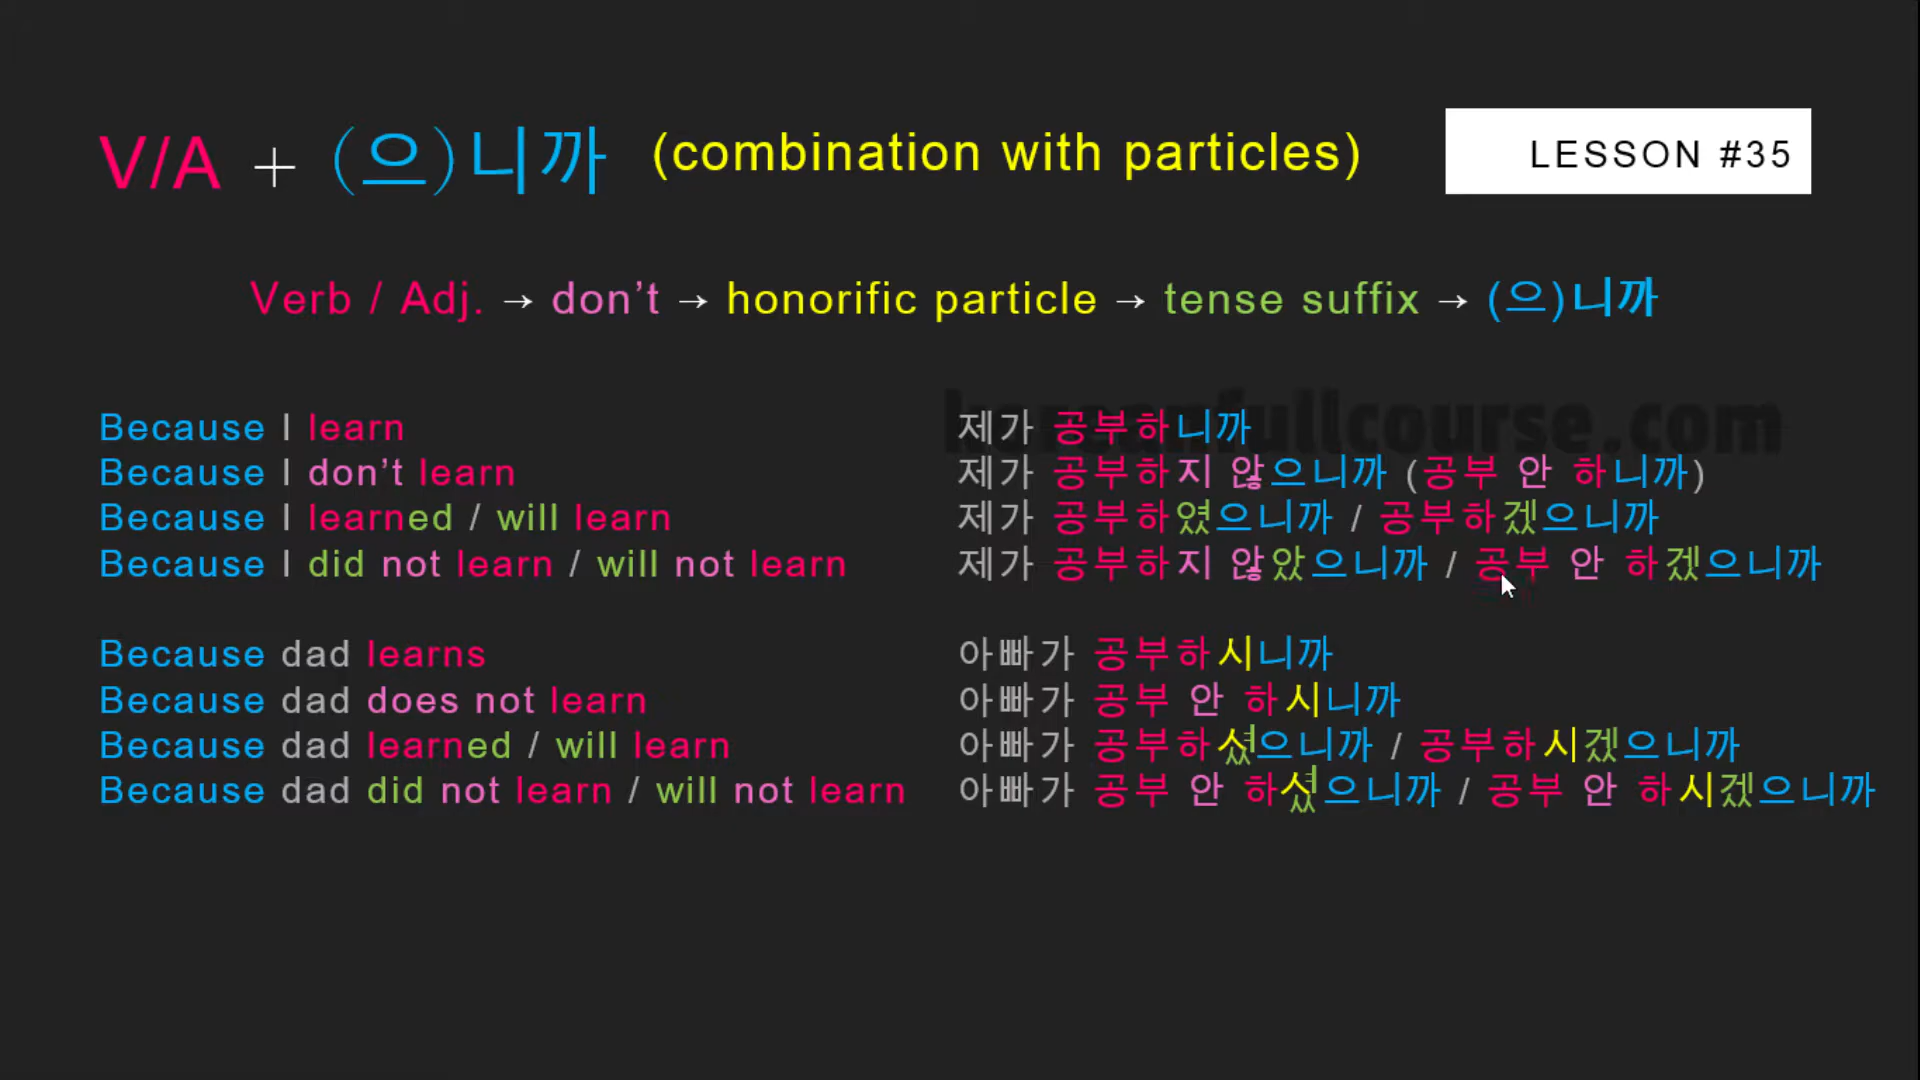 V/A + (으)니까 (combination with particles)
LESSON #35
Verb / Adj. → don’t → honorific particle → tense suffix → (으)니까
koreanfullcourse.com
Because I learn 제가 공부하니까
Because I don’t learn 제가 공부하지 않으니까 (공부 안 하니까)
Because I learned / will learn 제가 공부하였으니까 / 공부하겠으니까
Because I did not learn / will not learn 제가 공부하지 않았으니까 / 공부 안 하겠으니까
Because dad learns 아빠가 공부하시니까
Because dad does not learn 아빠가 공부 안 하시니까
Because dad learned / will learn 아빠가 공부하셨으니까 / 공부하시겠으니까
Because dad did not learn / will not learn 아빠가 공부 안 하셨으니까 / 공부 안 하시겠으니까